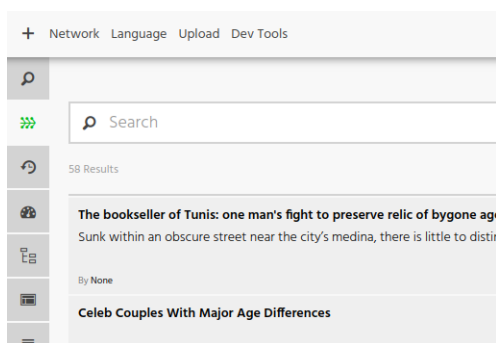 + Network Language Upload Dev Tools
Search
58 Results
The bookseller of Tunis: one man's fight to preserve relic of bygone age
Sunk within an obscure street near the city's medina, there is little to
By None
Celeb Couples With Major Age Differences